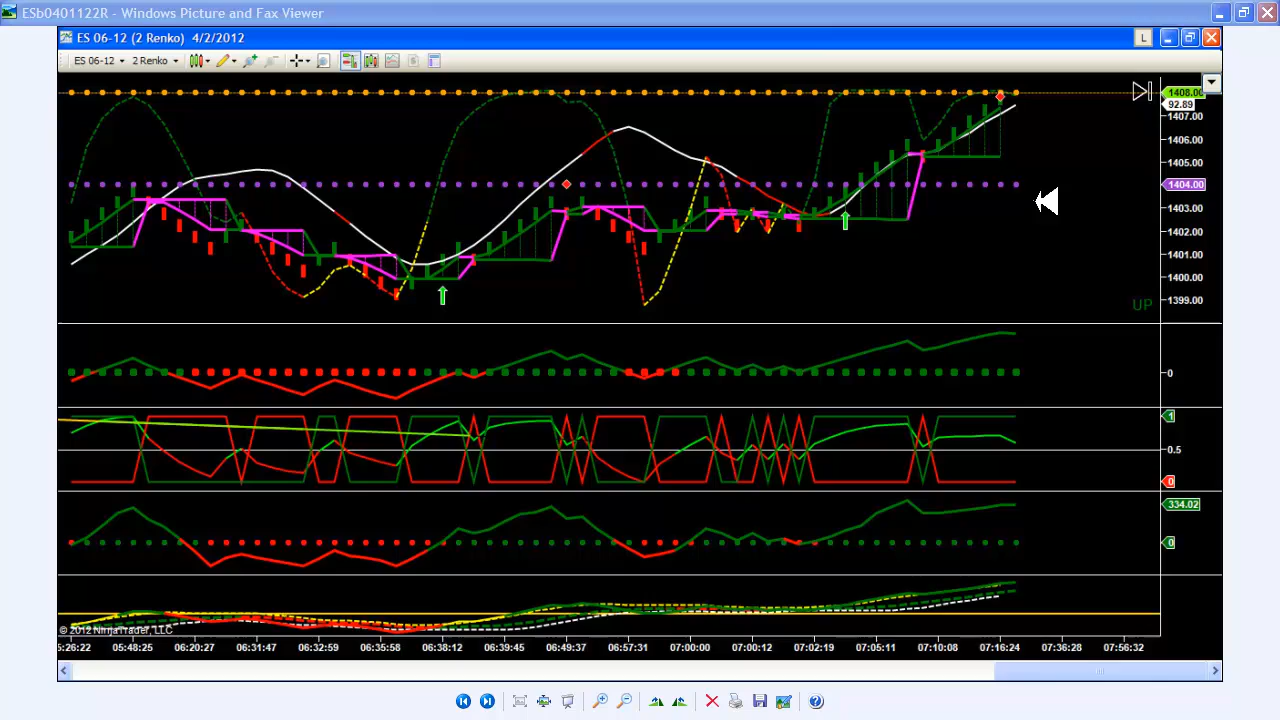 ESb0401122R - Windows Picture and Fax Viewer
ES 06-12 (2 Renko) 4/2/2012
L
ES 06-12 2 Renko
1408.00
92.89
1407.00
1406.00
1405.00
1404.00
1403.00
1402.00
1401.00
1400.00
1399.00
UP
0
1
0.5
0
334.02
0
© 2012 NinjaTrader, LLC
5:26:22 05:48:25 06:20:27 06:31:47 06:32:59 06:35:58 06:38:12 06:39:45 06:49:37 06:57:31 07:00:00 07:00:12 07:02:19 07:05:11 07:10:08 07:16:24 07:36:28 07:56:32